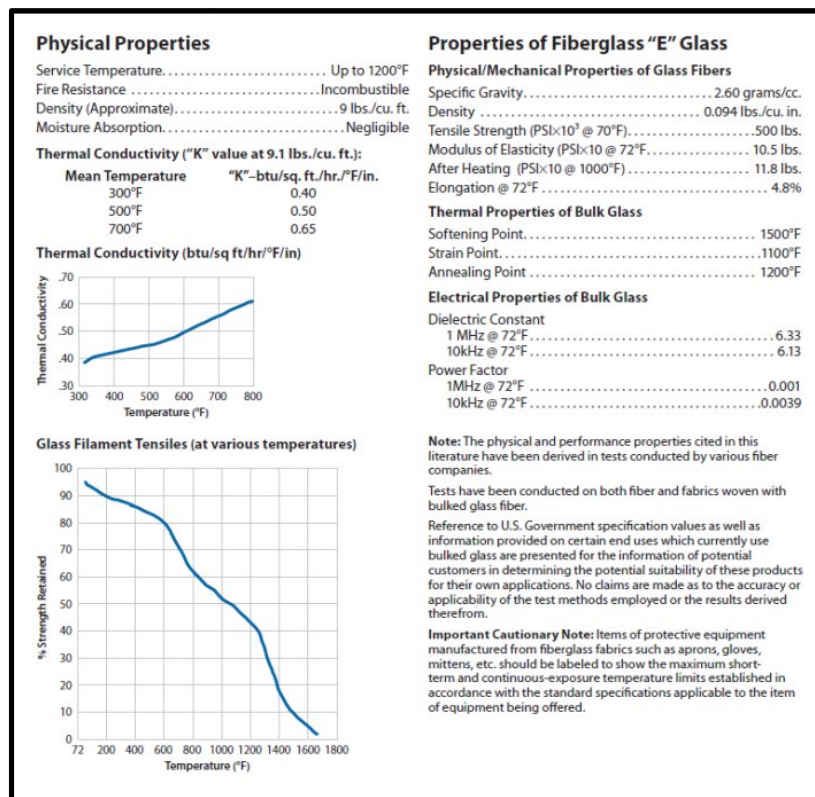 Physical Properties
Service Temperature............................ Up to 1200°F
Fire Resistance ................................Incombustible
Density (Approximate)..........................9 lbs./cu. ft.
Moisture Absorption.............................Negligible
Thermal Conductivity (“K” value at 9.1 lbs./cu. ft.):
Mean Temperature “K”–btu/sq. ft./hr./°F/in.
300°F 0.40
500°F 0.50
700°F 0.65
Thermal Conductivity (btu/sq ft/hr/°F/in)
Thermal Conductivity
.70
.60
.50
.40
.30
300 400 500 600 700 800
Temperature (°F)
Glass Filament Tensiles (at various temperatures)
% Strength Retained
100
90
80
70
60
50
40
30
20
10
0
72 200 400 600 800 1000 1200 1400 1600 1800
Temperature (°F)
Properties of Fiberglass “E” Glass
Physical/Mechanical Properties of Glass Fibers
Specific Gravity................................2.60 grams/cc.
Density ..................................... 0.094 lbs./cu. in.
Tensile Strength (PSI×10³ @ 70°F)......................500 lbs.
Modulus of Elasticity (PSI×10 @ 72°F.................. 10.5 lbs.
After Heating (PSI×10 @ 1000°F)...................... 11.8 lbs.
Elongation @ 72°F....................................... 4.8%
Thermal Properties of Bulk Glass
Softening Point....................................... 1500°F
Strain Point..........................................1100°F
Annealing Point ...................................... 1200°F
Electrical Properties of Bulk Glass
Dielectric Constant
1 MHz @ 72°F..........................................6.33
10kHz @ 72°F.......................................... 6.13
Power Factor
1MHz @ 72°F ..........................................0.001
10kHz @ 72°F.........................................0.0039
Note: The physical and performance properties cited in this
literature have been derived in tests conducted by various fiber
companies.
Tests have been conducted on both fiber and fabrics woven with
bulked glass fiber.
Reference to U.S. Government specification values as well as
information provided on certain end uses which currently use
bulked glass are presented for the information of potential
customers in determining the potential suitability of these products
for their own applications. No claims are made as to the accuracy or
applicability of the test methods employed or the results derived
therefrom.
Important Cautionary Note: Items of protective equipment
manufactured from fiberglass fabrics such as aprons, gloves,
mittens, etc. should be labeled to show the maximum short-
term and continuous-exposure temperature limits established in
accordance with the standard specifications applicable to the item
of equipment being offered.